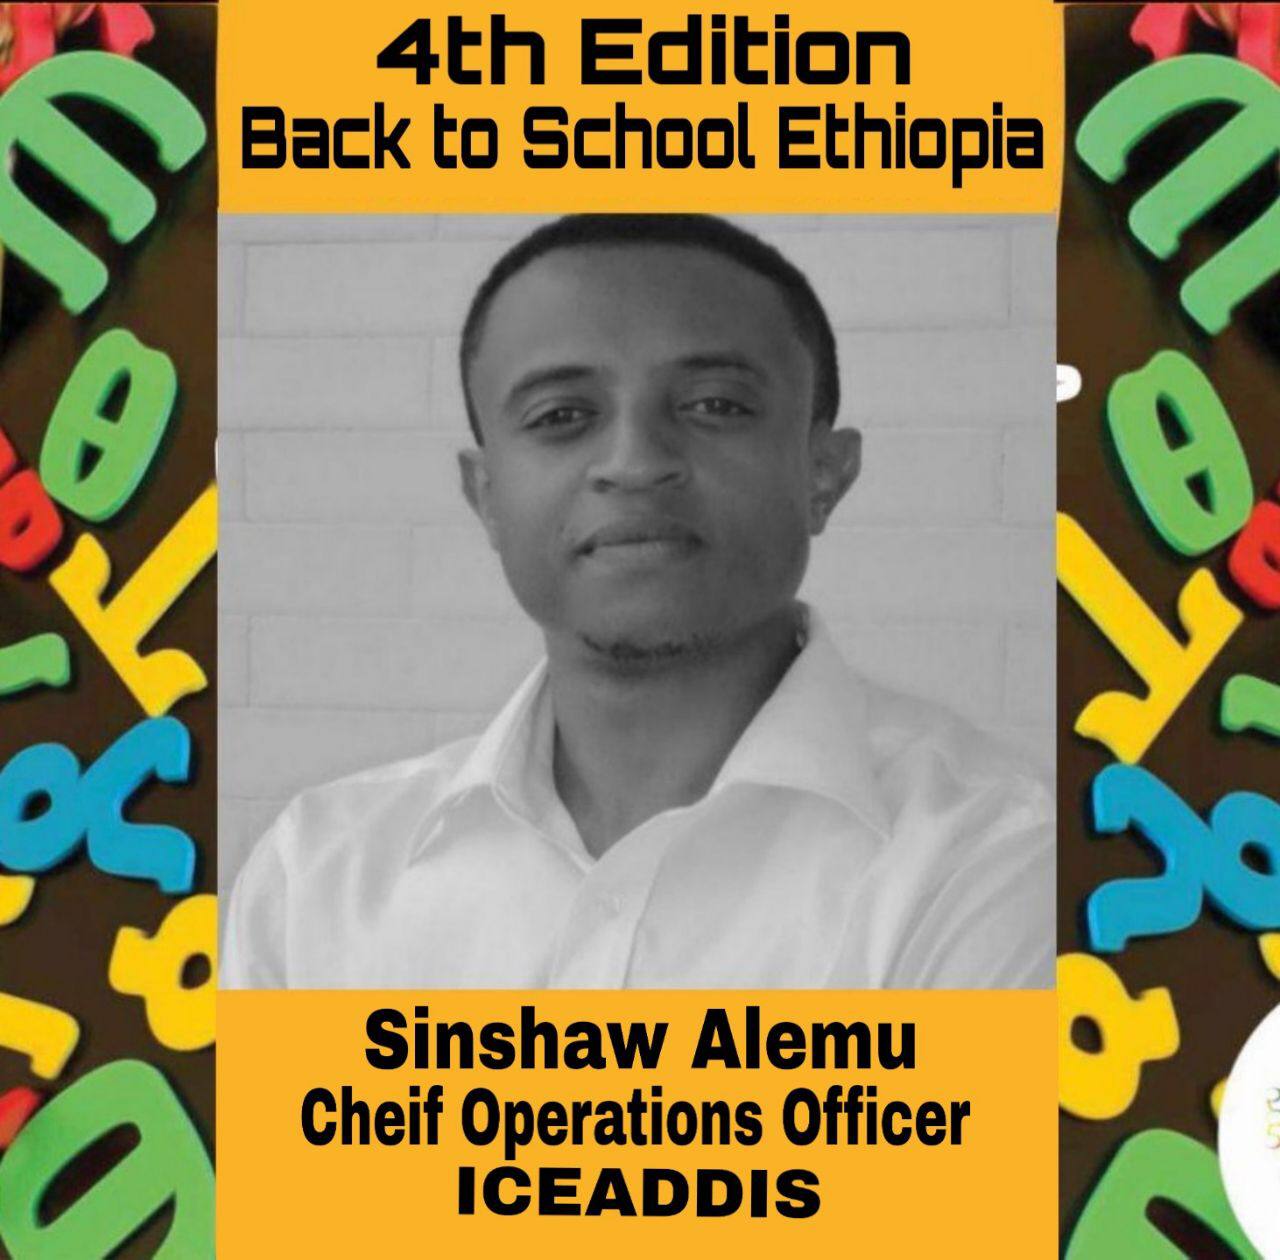 4th Edition
Back to School Ethiopia
Sinshaw Alemu
Cheif Operations Officer
ICEADDIS